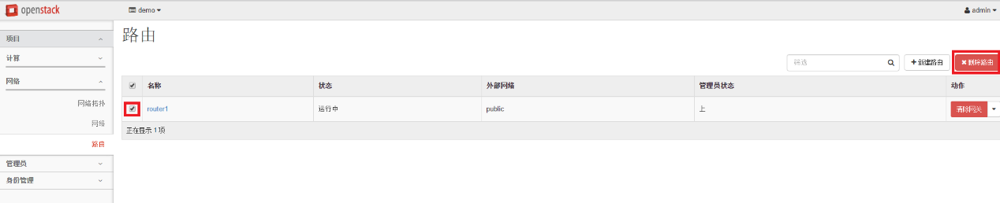 openstack demo admin
项目
计算
网络
网络拓扑
网络
路由
管理员
身份管理
路由
筛选 新建路由 删除路由
名称 状态 外部网络 管理员状态 动作
router1 运行中 public 上 清除网关
正在显示 1 项